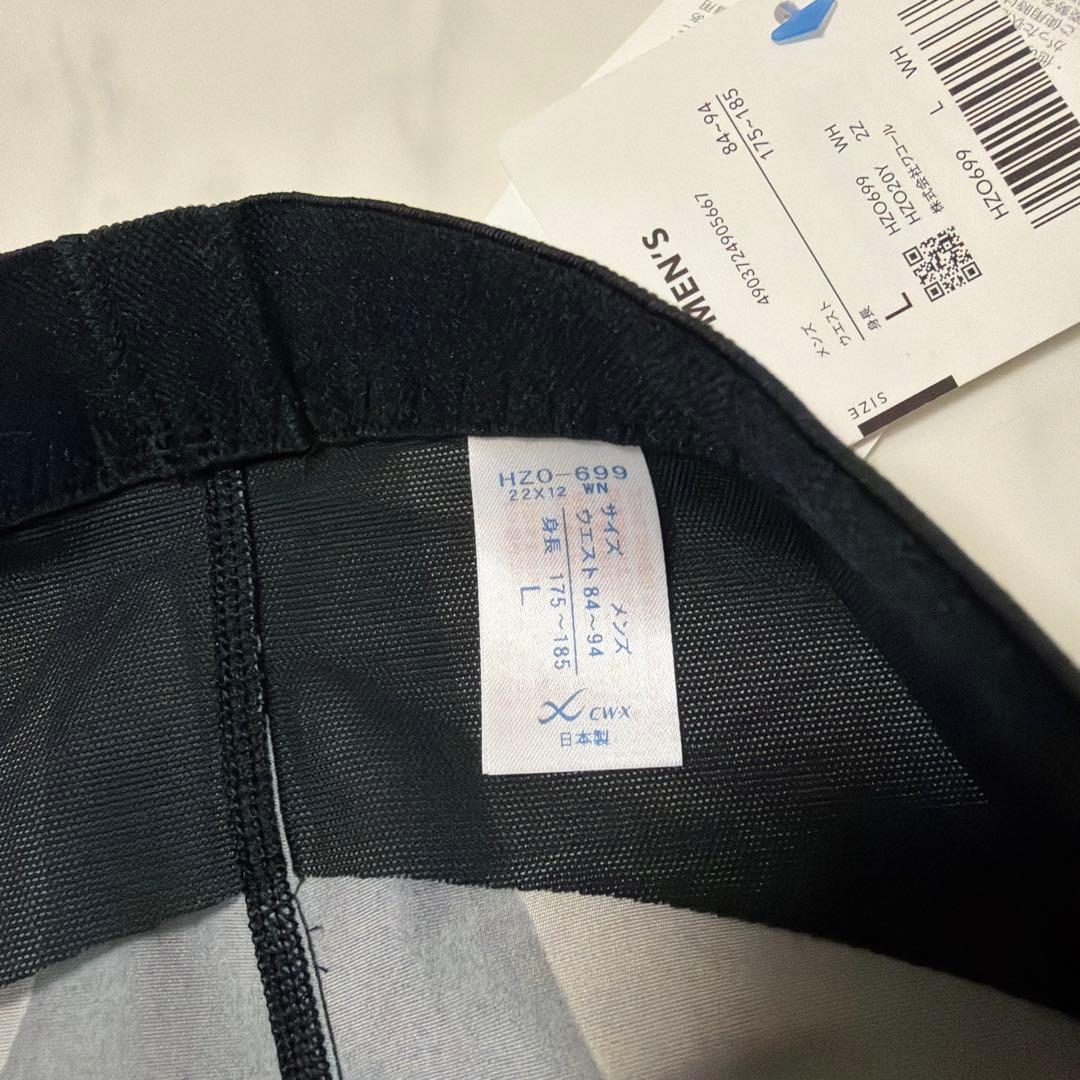 HZO-699
22X12 WN
サイズ メンズ
ウエスト84~94
身長 175~185
L
CW-X
日本製
HZO699
L WH
株式会社ワコール
HZO20Y 2Z
HZO699 WH
L
SIZE
メンズ
ウエスト 84~94
身長 175~185
4903724905667
MEN'S